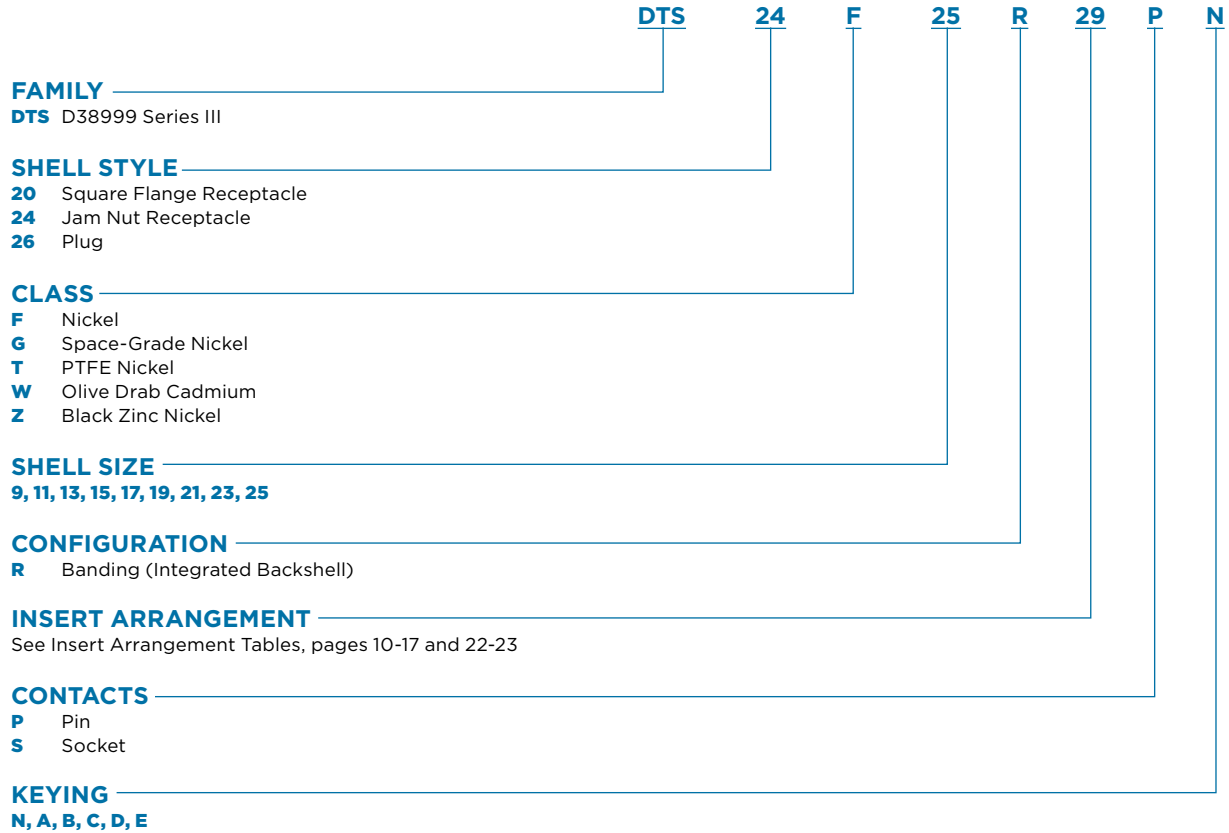 DTS 24 F 25 R 29 P N
FAMILY
DTS D38999 Series III
SHELL STYLE
20 Square Flange Receptacle
24 Jam Nut Receptacle
26 Plug
CLASS
F Nickel
G Space-Grade Nickel
T PTFE Nickel
W Olive Drab Cadmium
Z Black Zinc Nickel
SHELL SIZE
9, 11, 13, 15, 17, 19, 21, 23, 25
CONFIGURATION
R Banding (Integrated Backshell)
INSERT ARRANGEMENT
See Insert Arrangement Tables, pages 10-17 and 22-23
CONTACTS
P Pin
S Socket
KEYING
N, A, B, C, D, E